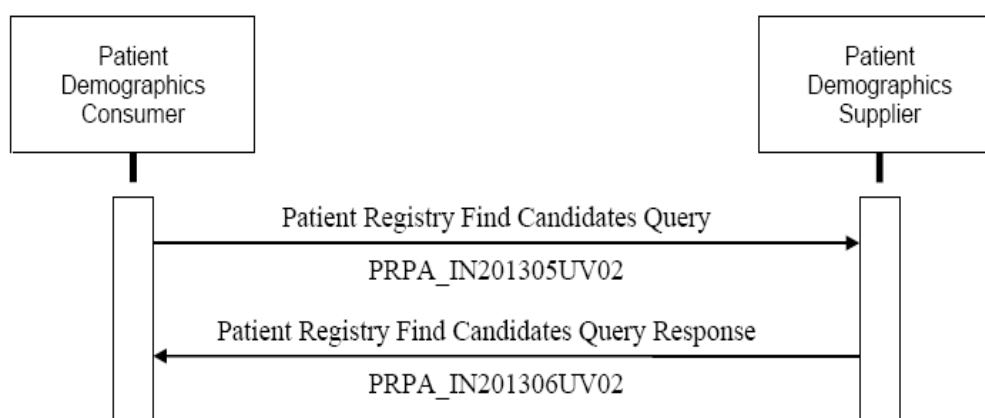 Patient
Demographics
Consumer
Patient
Demographics
Supplier
Patient Registry Find Candidates Query
PRPA_IN201305UV02
Patient Registry Find Candidates Query Response
PRPA_IN201306UV02